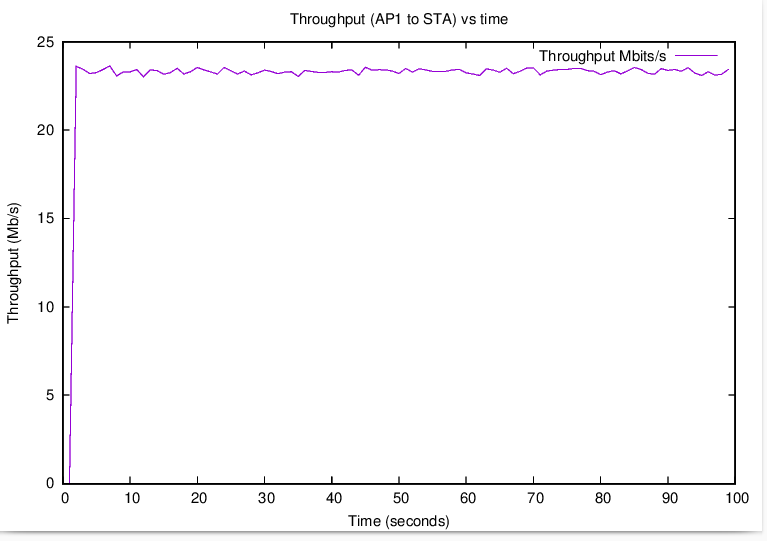 Throughput (AP1 to STA) vs time
Throughput Mbits/s
Throughput (Mb/s)
25
20
15
10
5
0
0 10 20 30 40 50 60 70 80 90 100
Time (seconds)